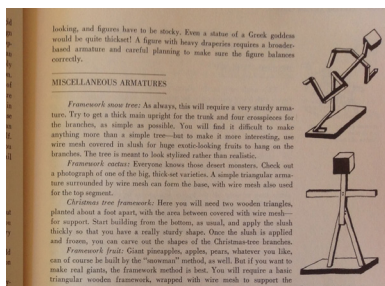 looking, and figures have to be stocky. Even a statue of a Greek goddess
would be quite thickset! A figure with heavy draperies requires a broader-
based armature and careful planning to make sure the figure balances
correctly.
MISCELLANEOUS ARMATURES
Framework snow tree: As always, this will require a very sturdy arma-
ture. Try to get a thick main upright for the trunk and four crosspieces for
the branches, as simple as possible. You will find it difficult to make
anything more than a simple tree—but to make it more interesting, use
wire mesh covered in slush for huge exotic-looking fruits to hang on the
branches. The tree is meant to look stylised rather than realistic.
Framework cactus: Everyone knows those desert monsters. Check out
a photograph of one of the big, thick-set varieties. A simple triangular arma-
ture surrounded by wire mesh can form the base, with wire mesh also used
for the top segment.
Christmas tree framework: Here you will need two wooden triangles,
planted about a foot apart, with the area between covered with wire mesh—
for support. Start building from the bottom, as usual, and apply the slush
thickly so that you have a really sturdy shape. Once the slush is applied
and frozen, you can carve out the shapes of the Christmas-tree branches.
Framework fruit: Giant pineapples, apples, pears, whatever you like,
can of course be built by the "snowman" method, as well. But if you want to
make real giants, the framework method is best. You will require a basic
triangular wooden framework, wrapped with wire mesh to support the